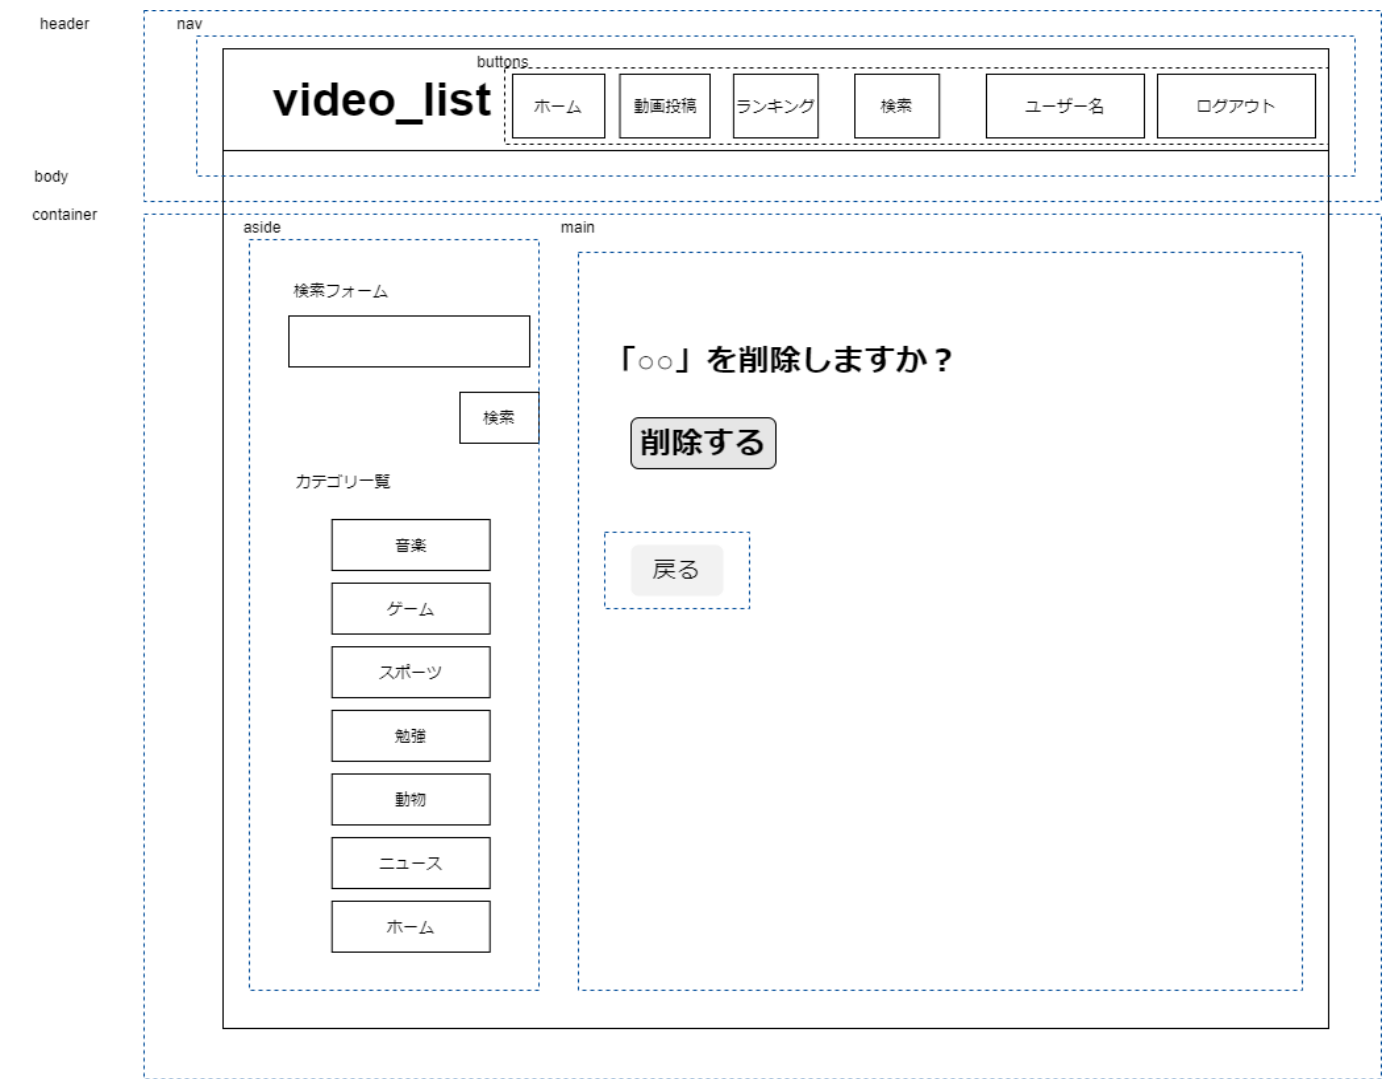 header
nav
buttons
video_list
ホーム
動画投稿
ランキング
検索
ユーザー名
ログアウト
body
container
aside
main
検索フォーム
検索
カテゴリ一覧
音楽
ゲーム
スポーツ
勉強
動物
ニュース
ホーム
「○○」を削除しますか？
削除する
戻る